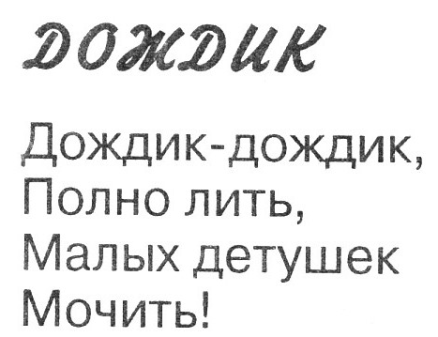 ДОЖДИК
Дождик-дождик,
Полно лить,
Малых детушек
Мочить!